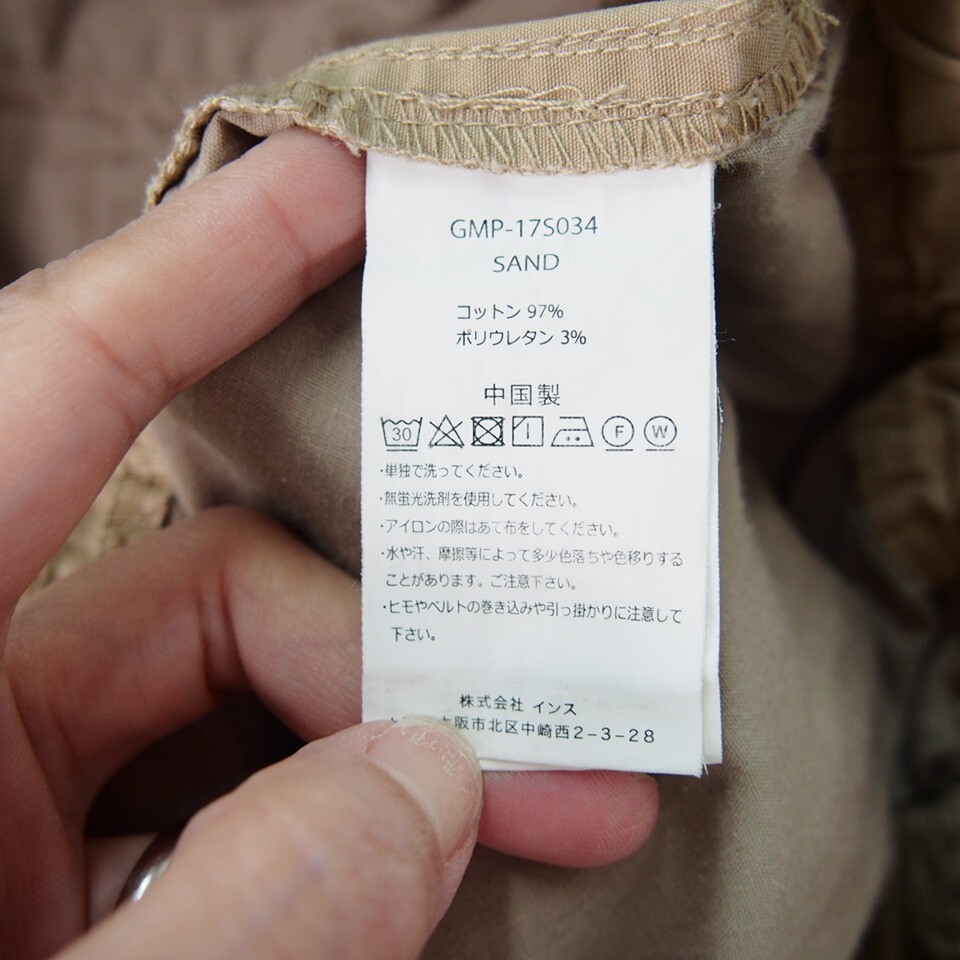 GMP-17S034
SAND
コットン 97%
ポリウレタン 3%
中国製
30
F
W
・単独で洗ってください。
・無蛍光洗剤を使用してください。
・アイロンの際はあて布をしてください。
・水や汗、摩擦等によって多少色落ちや色移りする
ことがあります。ご注意下さい。
・ヒモやベルトの巻き込みや引っ掛かりに注意して
下さい。
株式会社 インス
阪市北区中崎西2-3-28